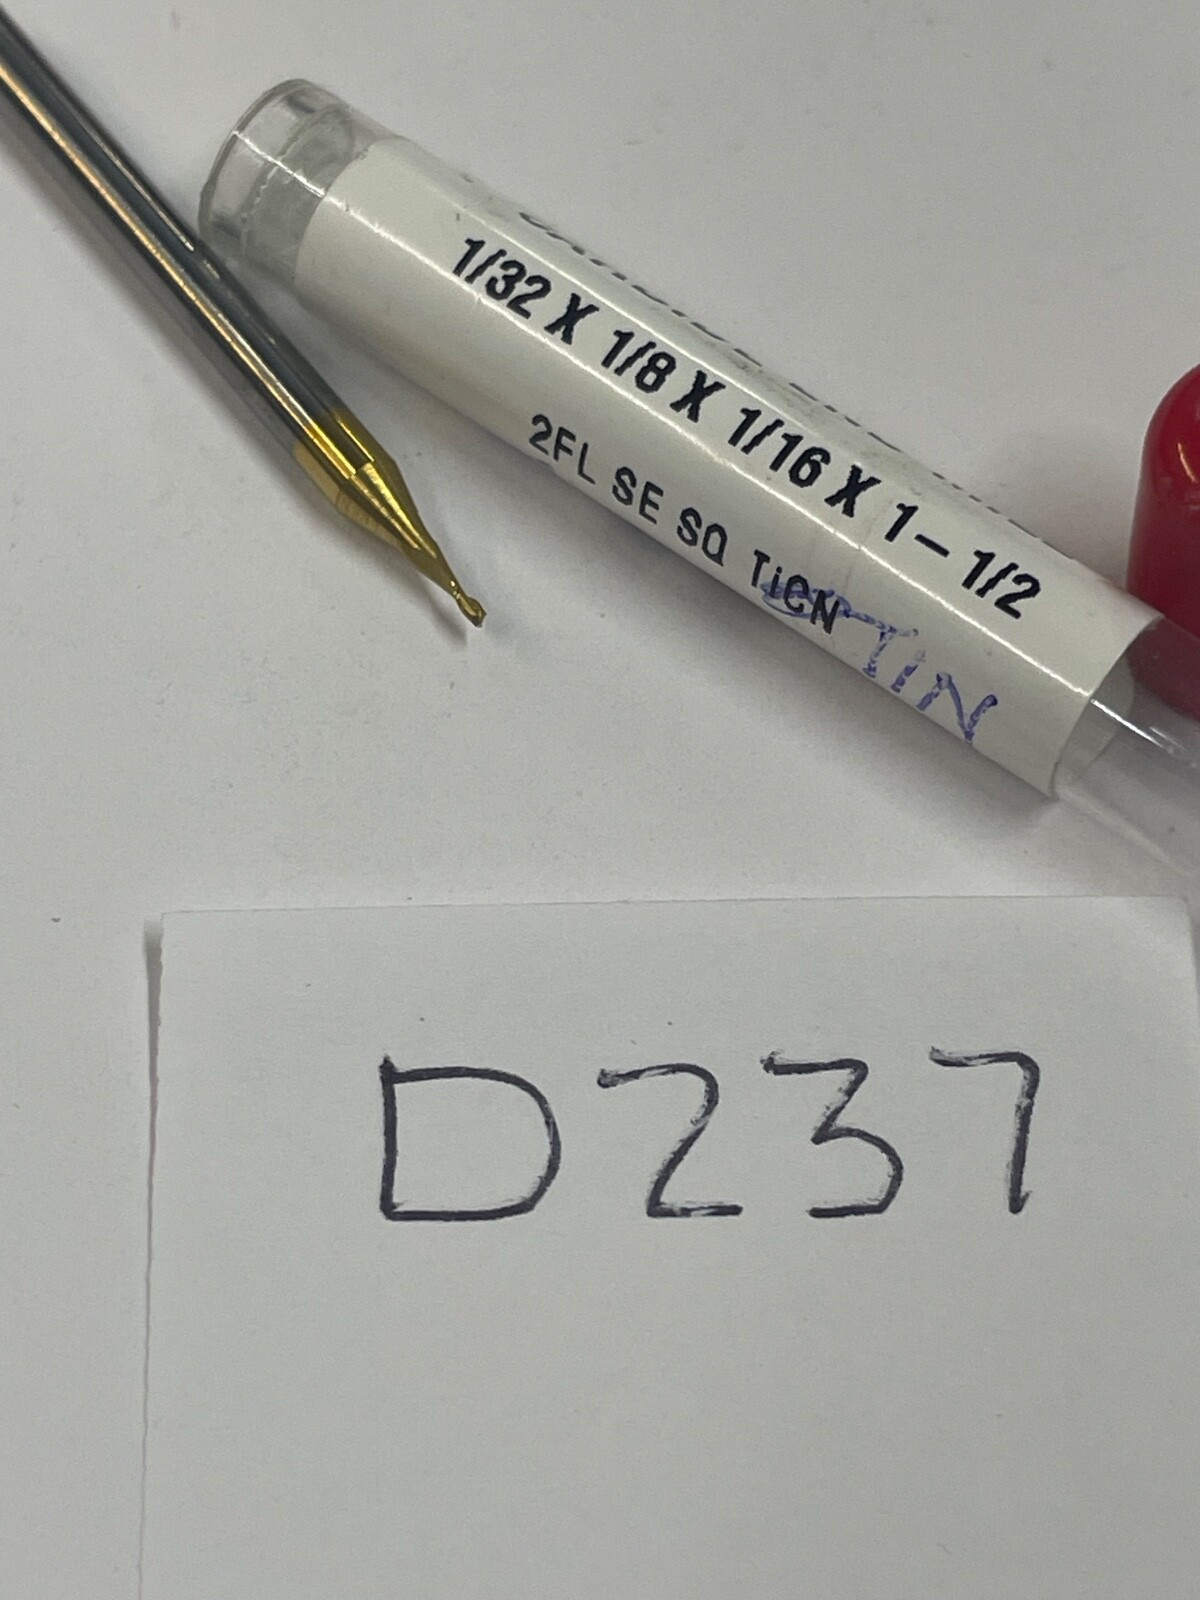 1/32 X 1/8 X 1/16 X 1-1/2
2FL SE SQ TiCN
TiN
D237